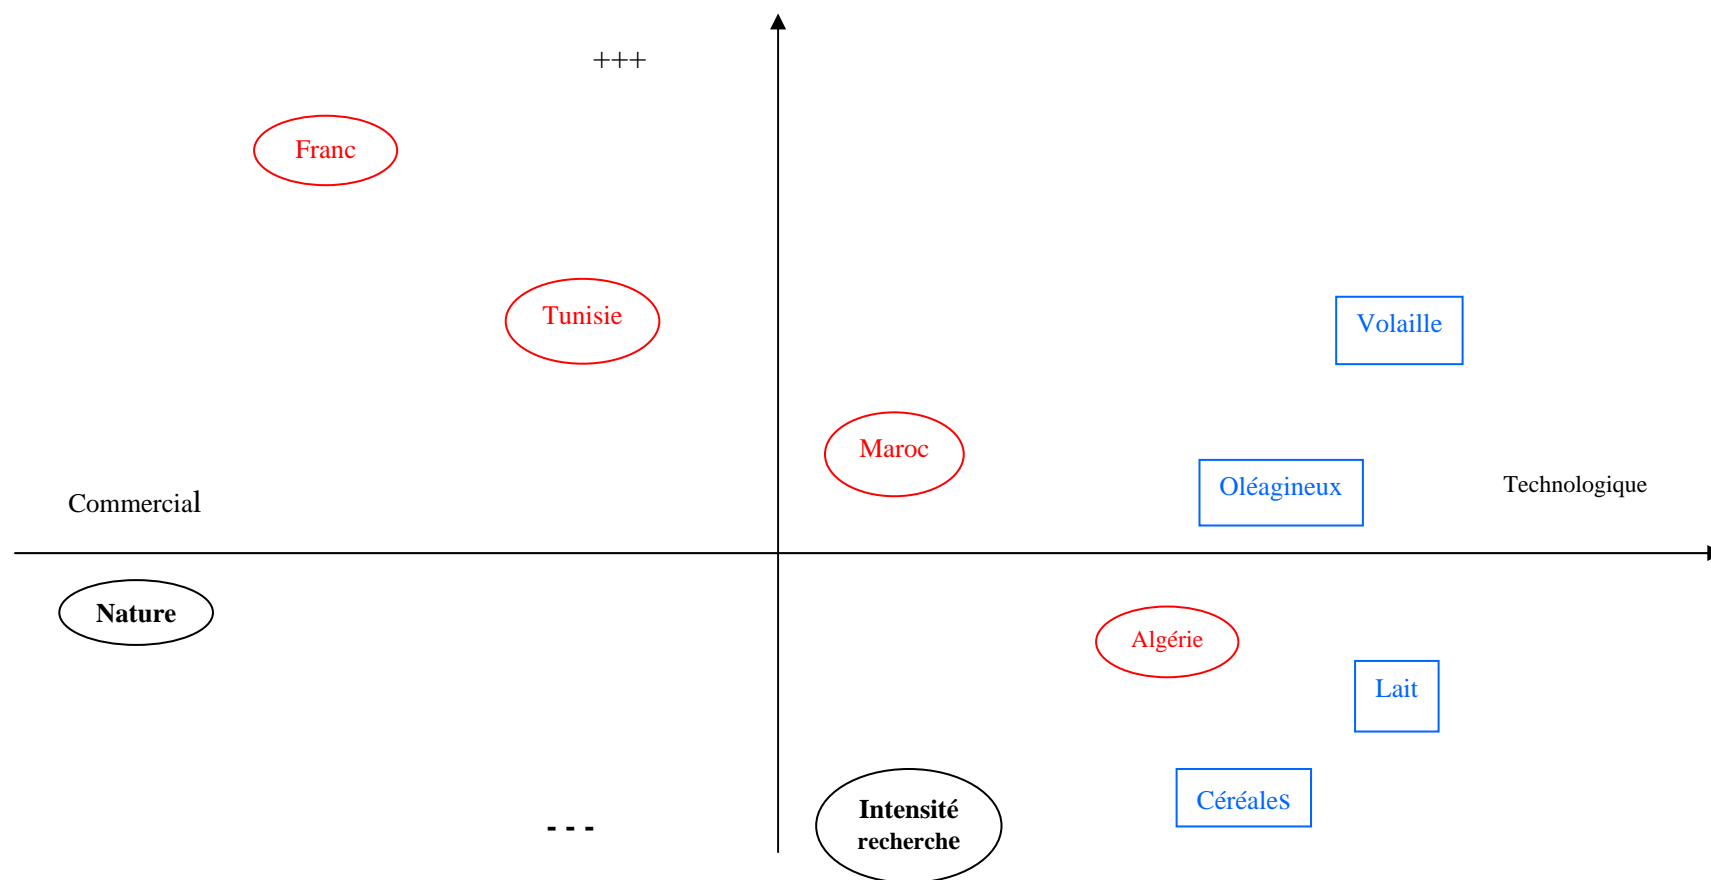 +++
Franc
Tunisie
Volaille
Maroc
Oléagineux
Technologique
Commercial
Nature
Algérie
Lait
Céréales
Intensité
recherche
- - -